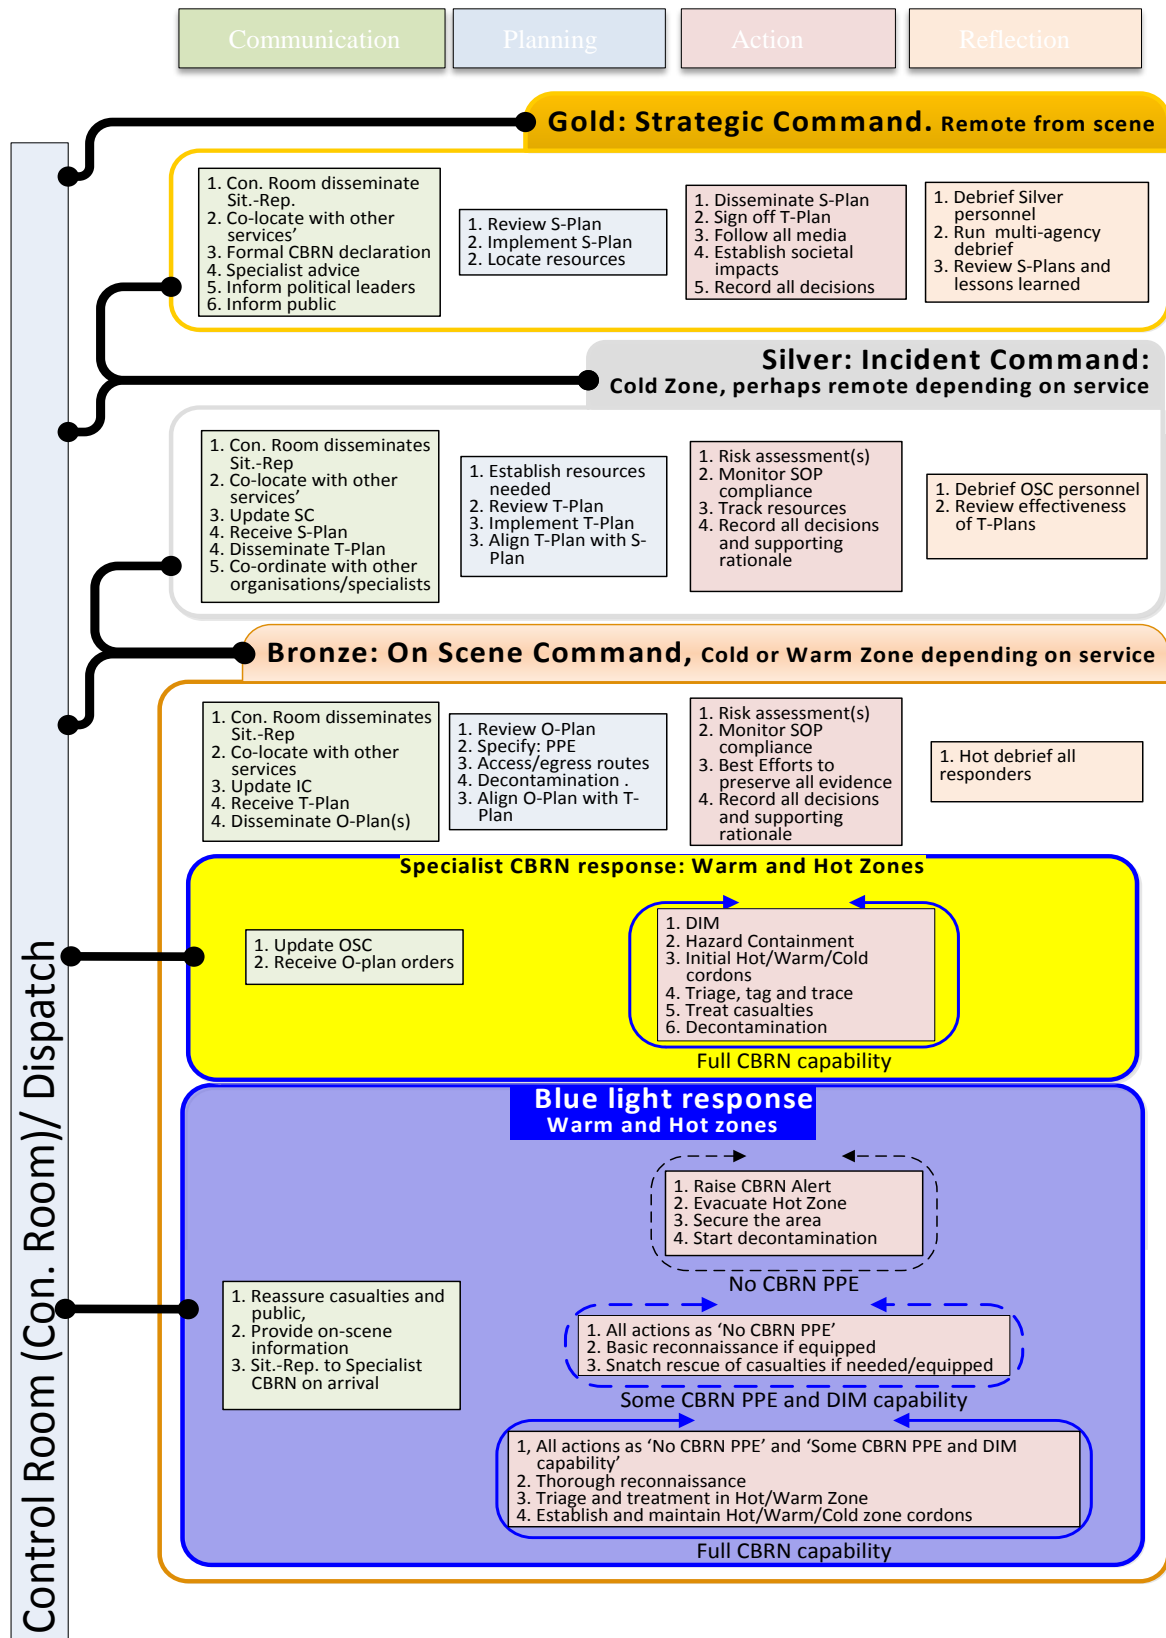 Communication
Planning
Action
Reflection
Gold: Strategic Command. Remote from scene
1. Con. Room disseminate
Sit.-Rep.
2. Co-locate with other
services’
3. Formal CBRN declaration
4. Specialist advice
5. Inform political leaders
6. Inform public
1. Review S-Plan
2. Implement S-Plan
2. Locate resources
1. Disseminate S-Plan
2. Sign off T-Plan
3. Follow all media
4. Establish societal
impacts
5. Record all decisions
1. Debrief Silver
personnel
2. Run multi-agency
debrief
3. Review S-Plans and
lessons learned
Silver: Incident Command:
Cold Zone, perhaps remote depending on service
1. Con. Room disseminates
Sit.-Rep
2. Co-locate with other
services’
3. Update SC
4. Receive S-Plan
4. Disseminate T-Plan
5. Co-ordinate with other
organisations/specialists
1. Establish resources
needed
2. Review T-Plan
3. Implement T-Plan
3. Align T-Plan with S-
Plan
1. Risk assessment(s)
2. Monitor SOP
compliance
3. Track resources
4. Record all decisions
and supporting
rationale
1. Debrief OSC personnel
2. Review effectiveness
of T-Plans
Bronze: On Scene Command, Cold or Warm Zone depending on service
1. Con. Room disseminates
Sit.-Rep
2. Co-locate with other
services
3. Update IC
4. Receive T-Plan
4. Disseminate O-Plan(s)
1. Review O-Plan
2. Specify: PPE
3. Access/egress routes
4. Decontamination .
3. Align O-Plan with T-
Plan
1. Risk assessment(s)
2. Monitor SOP
compliance
3. Best Efforts to
preserve all evidence
4. Record all decisions
and supporting
rationale
1. Hot debrief all
responders
Specialist CBRN response: Warm and Hot Zones
1. Update OSC
2. Receive O-plan orders
1. DIM
2. Hazard Containment
3. Initial Hot/Warm/Cold
cordons
4. Triage, tag and trace
5. Treat casualties
6. Decontamination
Full CBRN capability
Blue light response
Warm and Hot zones
1. Raise CBRN Alert
2. Evacuate Hot Zone
3. Secure the area
4. Start decontamination
No CBRN PPE
1. Reassure casualties and
public,
2. Provide on-scene
information
3. Sit.-Rep. to Specialist
CBRN on arrival
1. All actions as ‘No CBRN PPE’
2. Basic reconnaissance if equipped
3. Snatch rescue of casualties if needed/equipped
Some CBRN PPE and DIM capability
1, All actions as ‘No CBRN PPE’ and ‘Some CBRN PPE and DIM
capability’
2. Thorough reconnaissance
3. Triage and treatment in Hot/Warm Zone
4. Establish and maintain Hot/Warm/Cold zone cordons
Full CBRN capability
Control Room (Con. Room)/ Dispatch